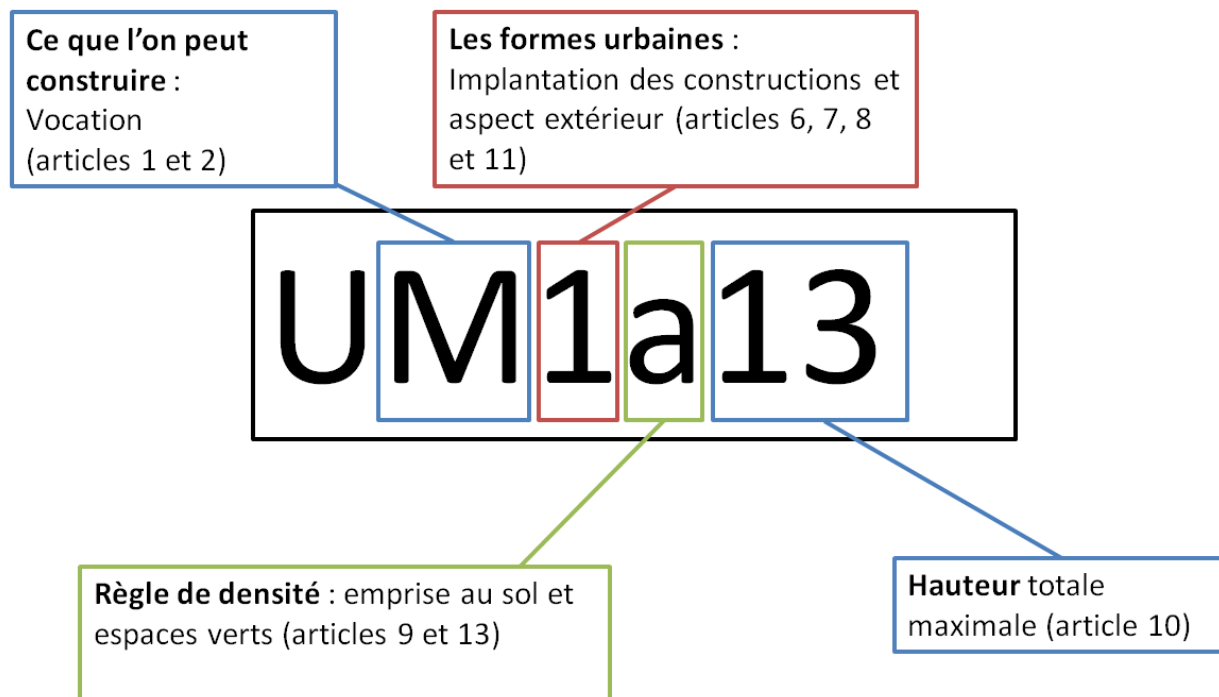 Ce que l’on peut
construire :
Vocation
(articles 1 et 2)
Les formes urbaines :
Implantation des constructions et
aspect extérieur (articles 6, 7, 8
et 11)
UM1a13
Règle de densité : emprise au sol et
espaces verts (articles 9 et 13)
Hauteur totale
maximale (article 10)